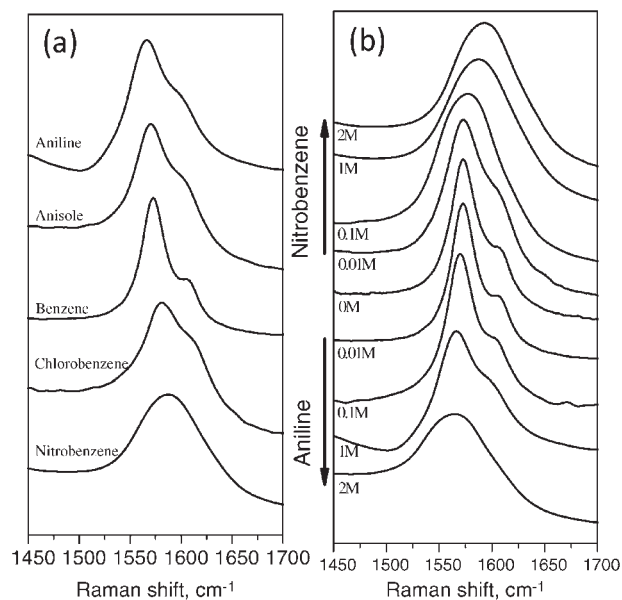 (a)
Aniline
Anisole
Benzene
Chlorobenzene
Nitrobenzene
1450 1500 1550 1600 1650 1700
Raman shift, cm-1
(b)
Nitrobenzene
Aniline
2M
1M
0.1M
0.01M
0M
0.01M
0.1M
1M
2M
1450 1500 1550 1600 1650 1700
Raman shift, cm-1